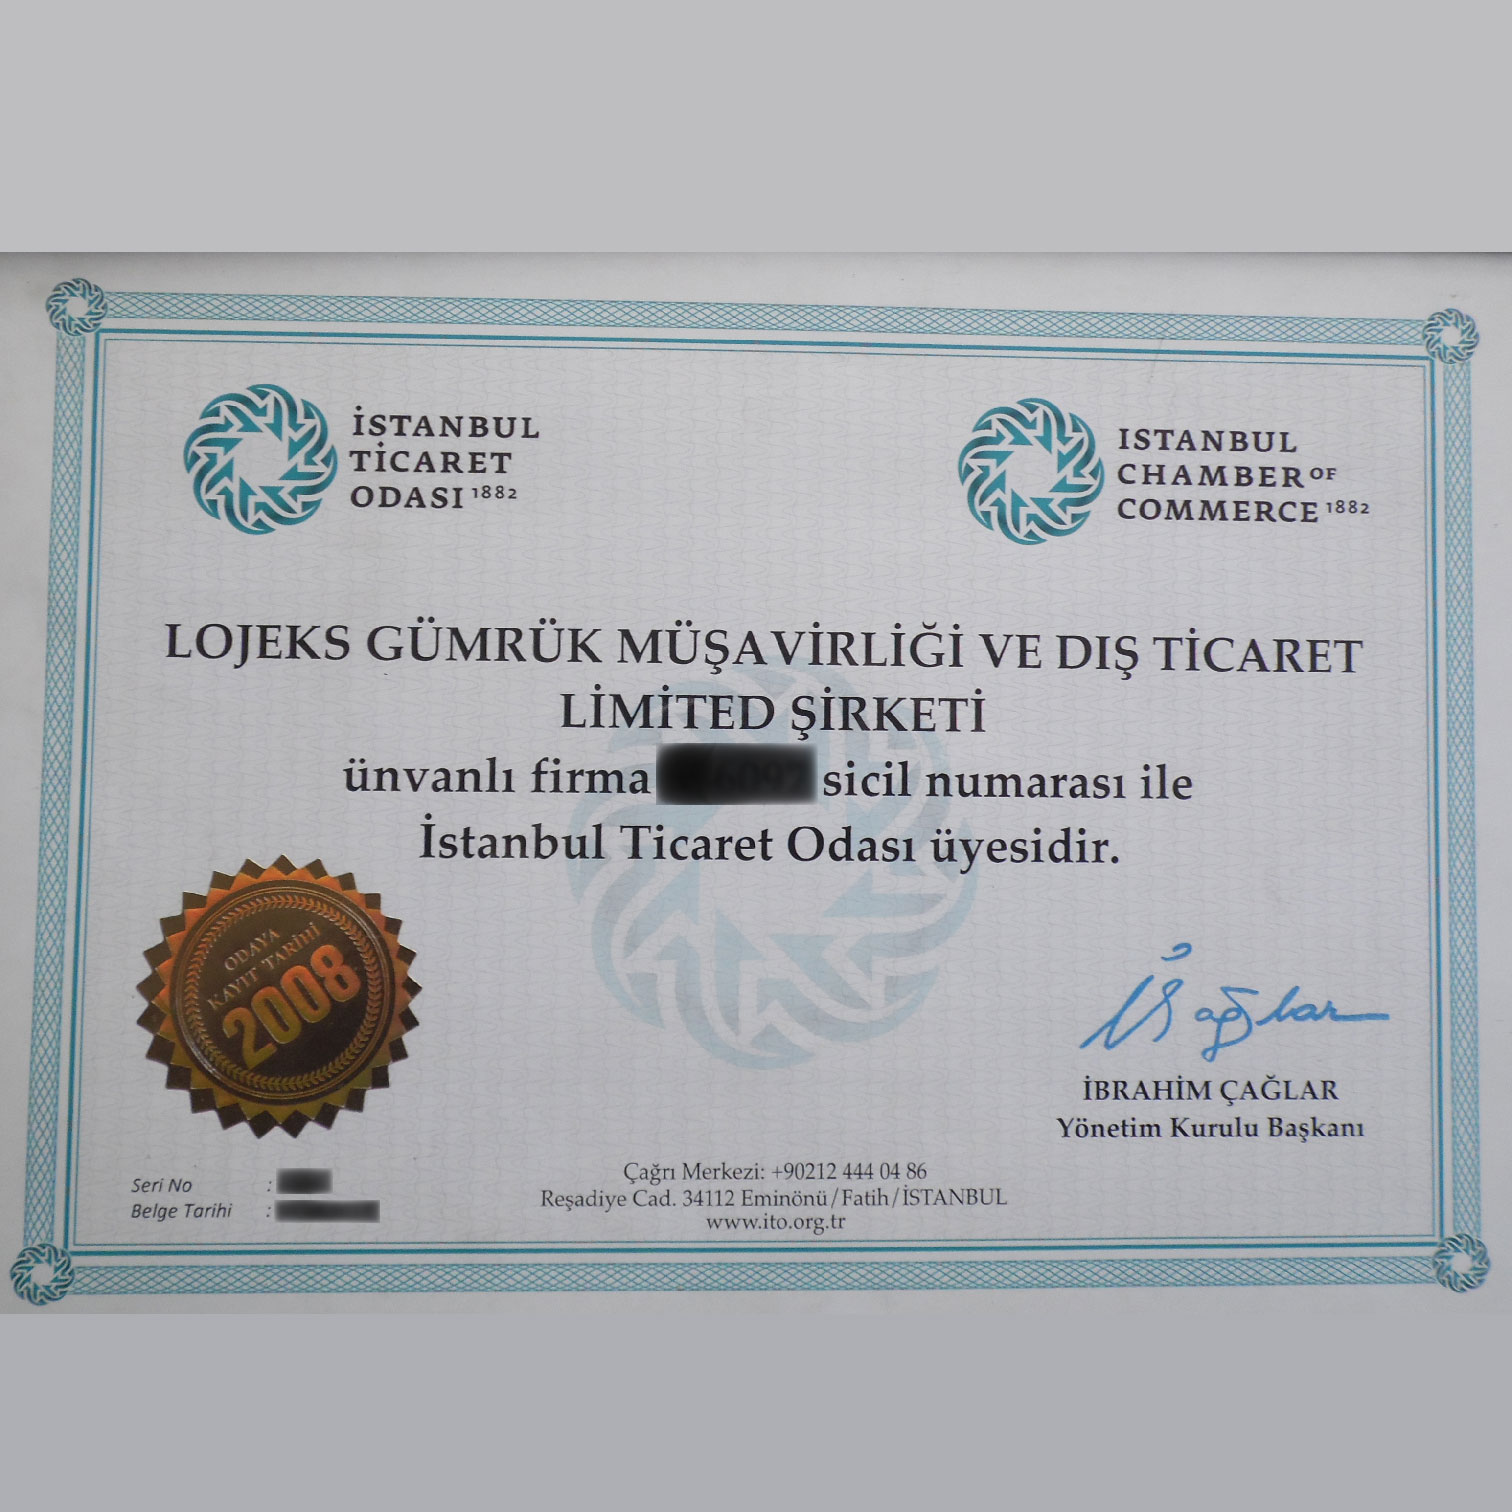 İSTANBUL
TİCARET
ODASI 1882
ISTANBUL
CHAMBER OF
COMMERCE 1882
LOJEKS GÜMRÜK MÜŞAVİRLİĞİ VE DIŞ TİCARET
LİMİTED ŞİRKETİ
ünvanlı firma sicil numarası ile
İstanbul Ticaret Odası üyesidir.
ODAYA
KAYIT TARİHİ
2008
İ Çağlar
İBRAHİM ÇAĞLAR
Yönetim Kurulu Başkanı
Seri No :
Belge Tarihi :
Çağrı Merkezi: +90212 444 04 86
Reşadiye Cad. 34112 Eminönü/Fatih/İSTANBUL
www.ito.org.tr